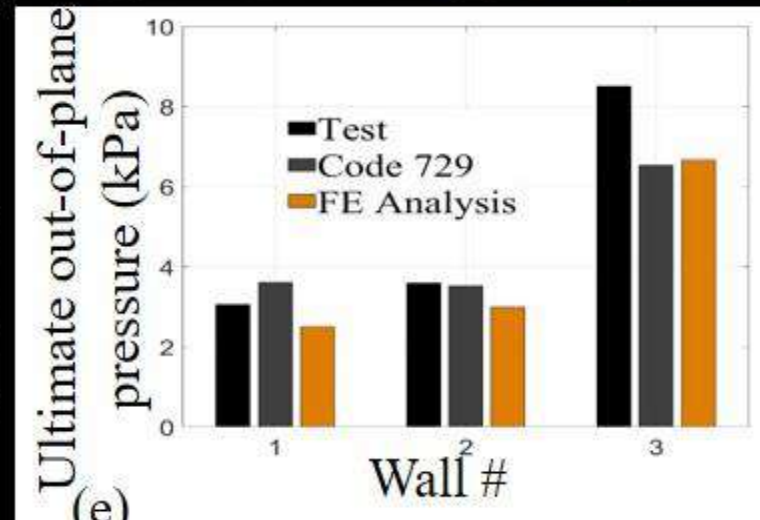 Ultimate out-of-plane
pressure (kPa)
10
8
6
4
2
0
Test
Code 729
FE Analysis
1
2
3
Wall #
(e)